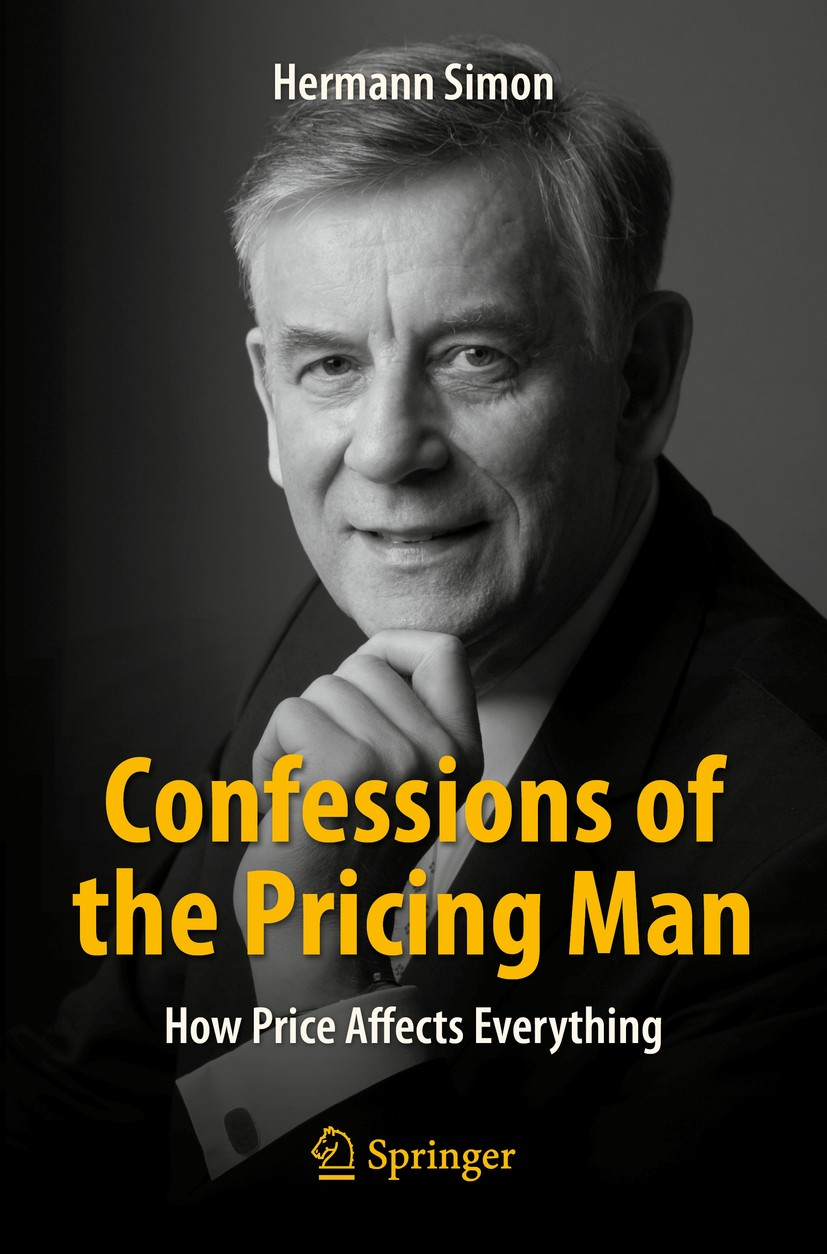 Hermann Simon
Confessions of
the Pricing Man
How Price Affects Everything
Springer